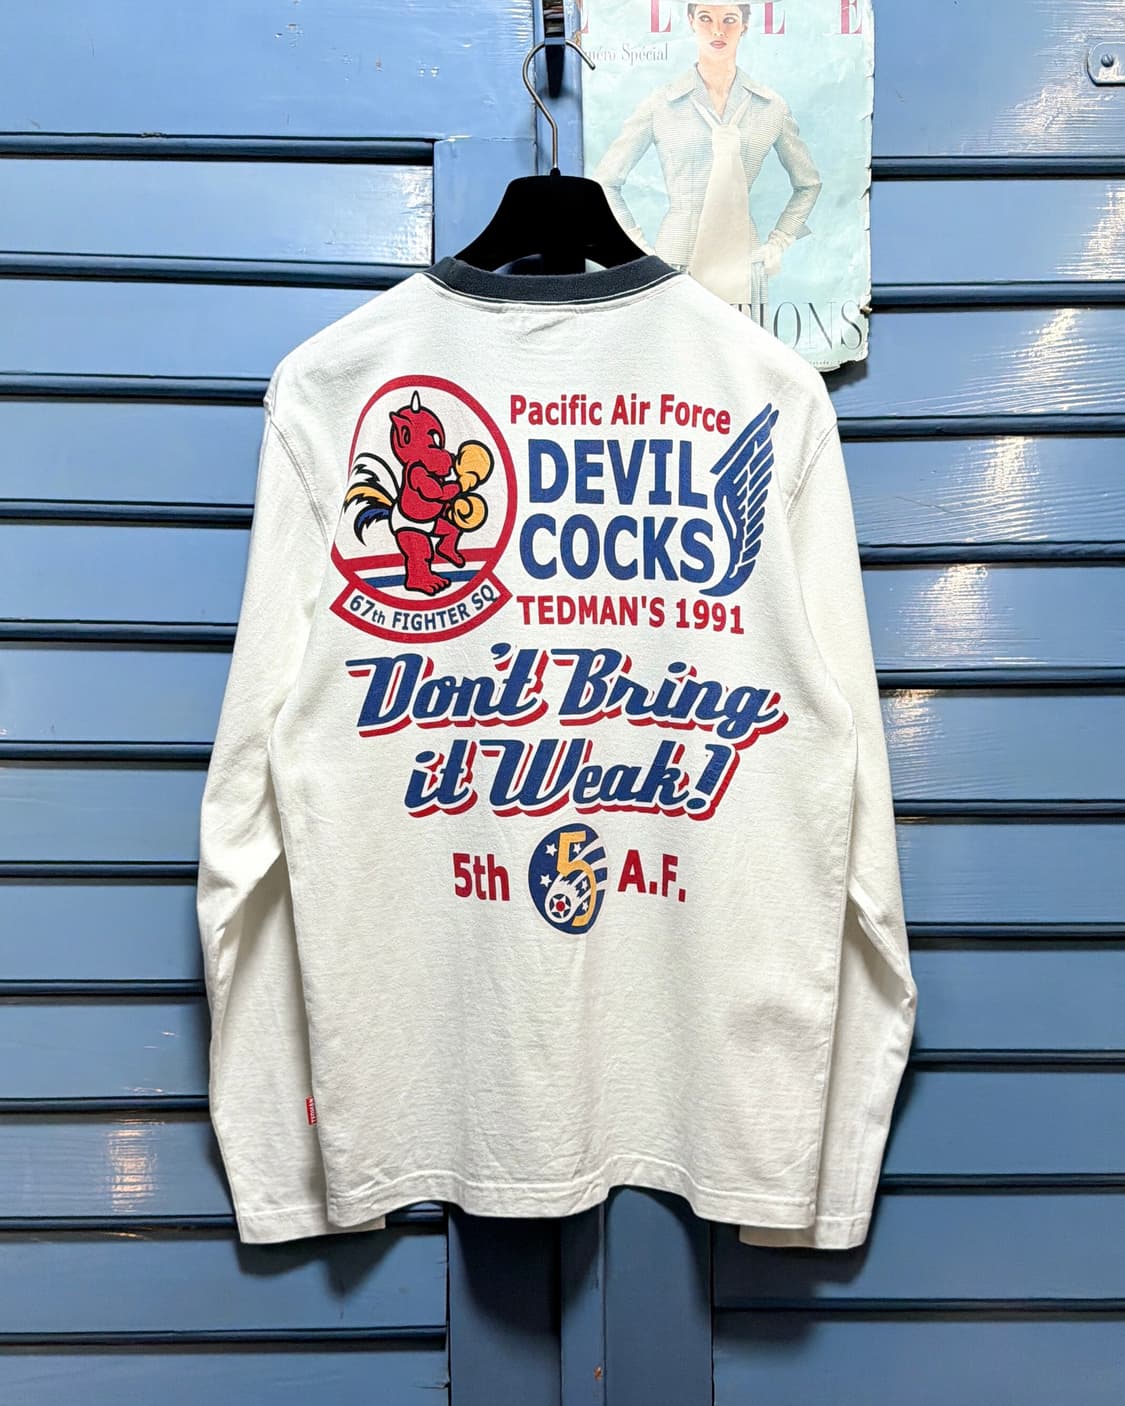 ELLE
numéro Spécial
TIONS
Pacific Air Force
DEVIL
COCKS
TEDMAN'S 1991
67th FIGHTER SQ
Don't Bring
it Weak!
5th 5 A.F.
TEDMAN